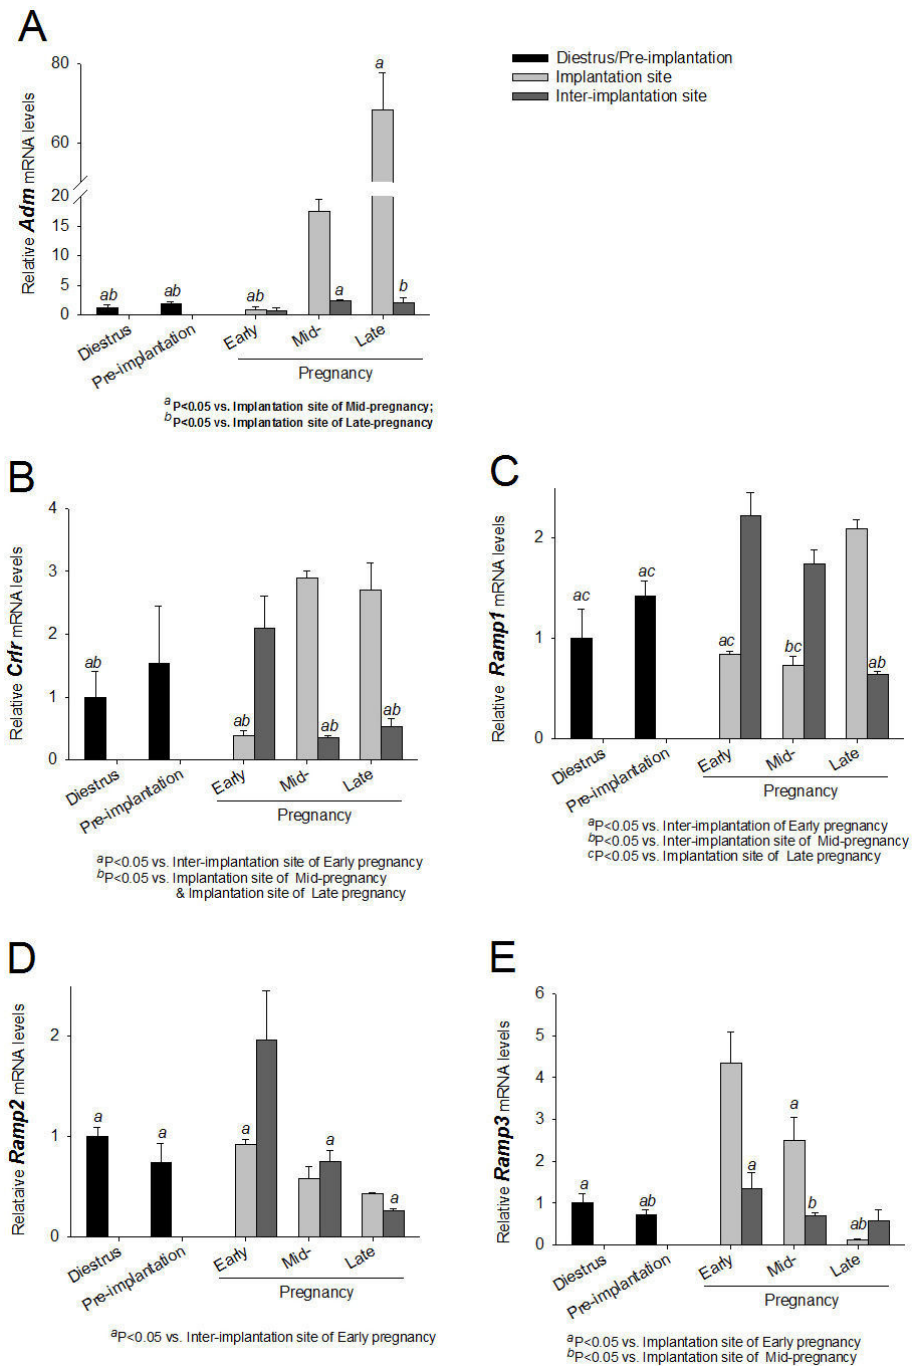 A
Diestrus/Pre-implantation
Implantation site
Inter-implantation site
Relative Adm mRNA levels
80
60
20
15
10
5
0
ab
ab
ab
a
a
b
Diestrus
Pre-implantation
Early
Mid-
Late
Pregnancy
a P<0.05 vs. Implantation site of Mid-pregnancy;
b P<0.05 vs. Implantation site of Late-pregnancy
B
Relative Crlr mRNA levels
4
3
2
1
0
ab
ab
ab
ab
Diestrus
Pre-implantation
Early
Mid-
Late
Pregnancy
aP<0.05 vs. Inter-implantation site of Early pregnancy
bP<0.05 vs. Implantation site of Mid-pregnancy
& Implantation site of Late pregnancy
C
Relative Ramp1 mRNA levels
2
1
0
ac
ac
ac
bc
ab
Diestrus
Pre-implantation
Early
Mid-
Late
Pregnancy
aP<0.05 vs. Inter-implantation of Early pregnancy
bP<0.05 vs. Inter-implantation site of Mid-pregnancy
cP<0.05 vs. Implantation site of Late pregnancy
D
Relataive Ramp2 mRNA levels
2
1
0
a
a
a
a
a
Diestrus
Pre-implantation
Early
Mid-
Late
Pregnancy
aP<0.05 vs. Inter-implantation site of Early pregnancy
E
Relative Ramp3 mRNA levels
6
5
4
3
2
1
0
a
ab
a
a
b
ab
Diestrus
Pre-implantation
Early
Mid-
Late
Pregnancy
aP<0.05 vs. Implantation site of Early pregnancy
bP<0.05 vs. Implantation site of Mid-pregnancy